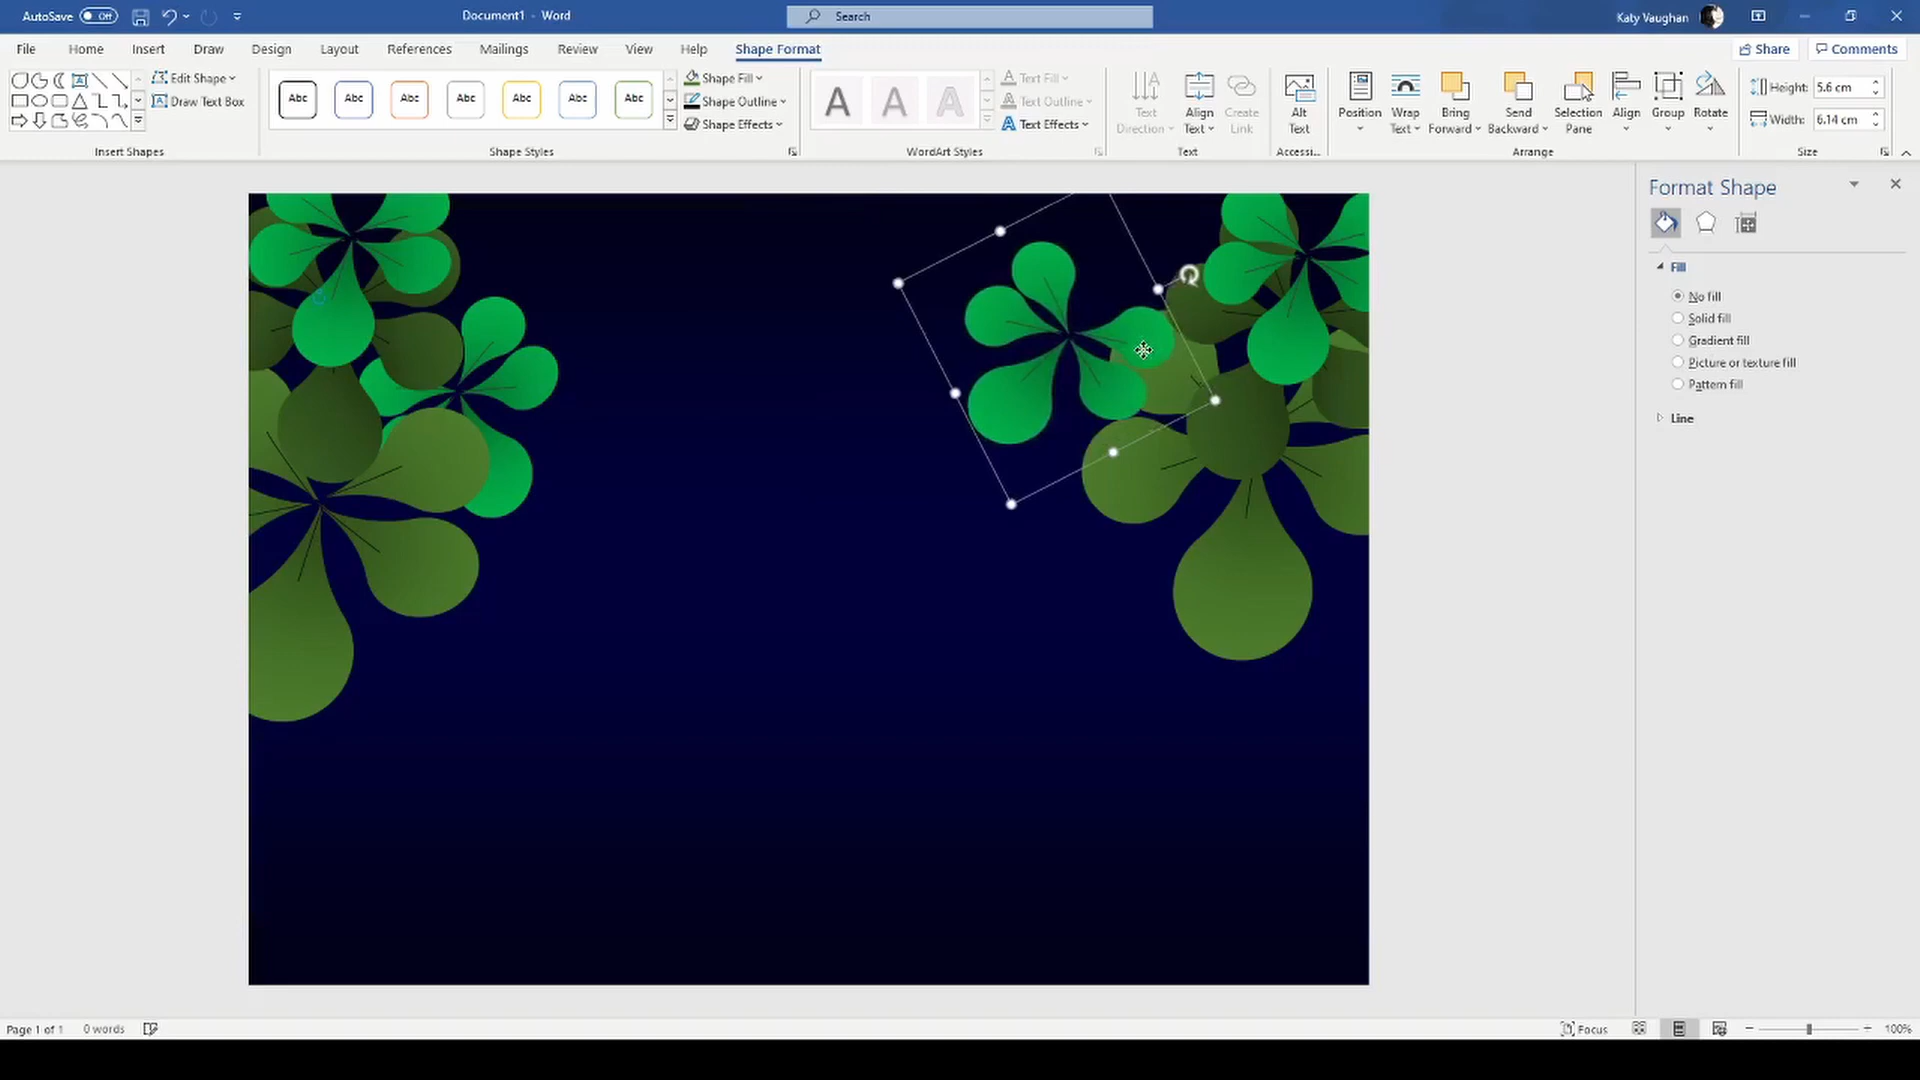 AutoSave Off Document1 - Word Search Katy Vaughan
File Home Insert Draw Design Layout References Mailings Review View Help Shape Format Share Comments
Edit Shape
Draw Text Box
Insert Shapes
Abc Abc Abc Abc Abc Abc Abc
Shape Fill
Shape Outline
Shape Effects
Shape Styles
A A A
Text Fill
Text Outline
Text Effects
WordArt Styles
Text Direction
Align Text
Create Link
Text
Alt Text
Accessi...
Position
Wrap Text
Bring Forward
Send Backward
Selection Pane
Align
Group
Rotate
Arrange
Height: 5.6 cm
Width: 6.14 cm
Size
Format Shape
Fill
No fill
Solid fill
Gradient fill
Picture or texture fill
Pattern fill
Line
Page 1 of 1 0 words Focus 100%